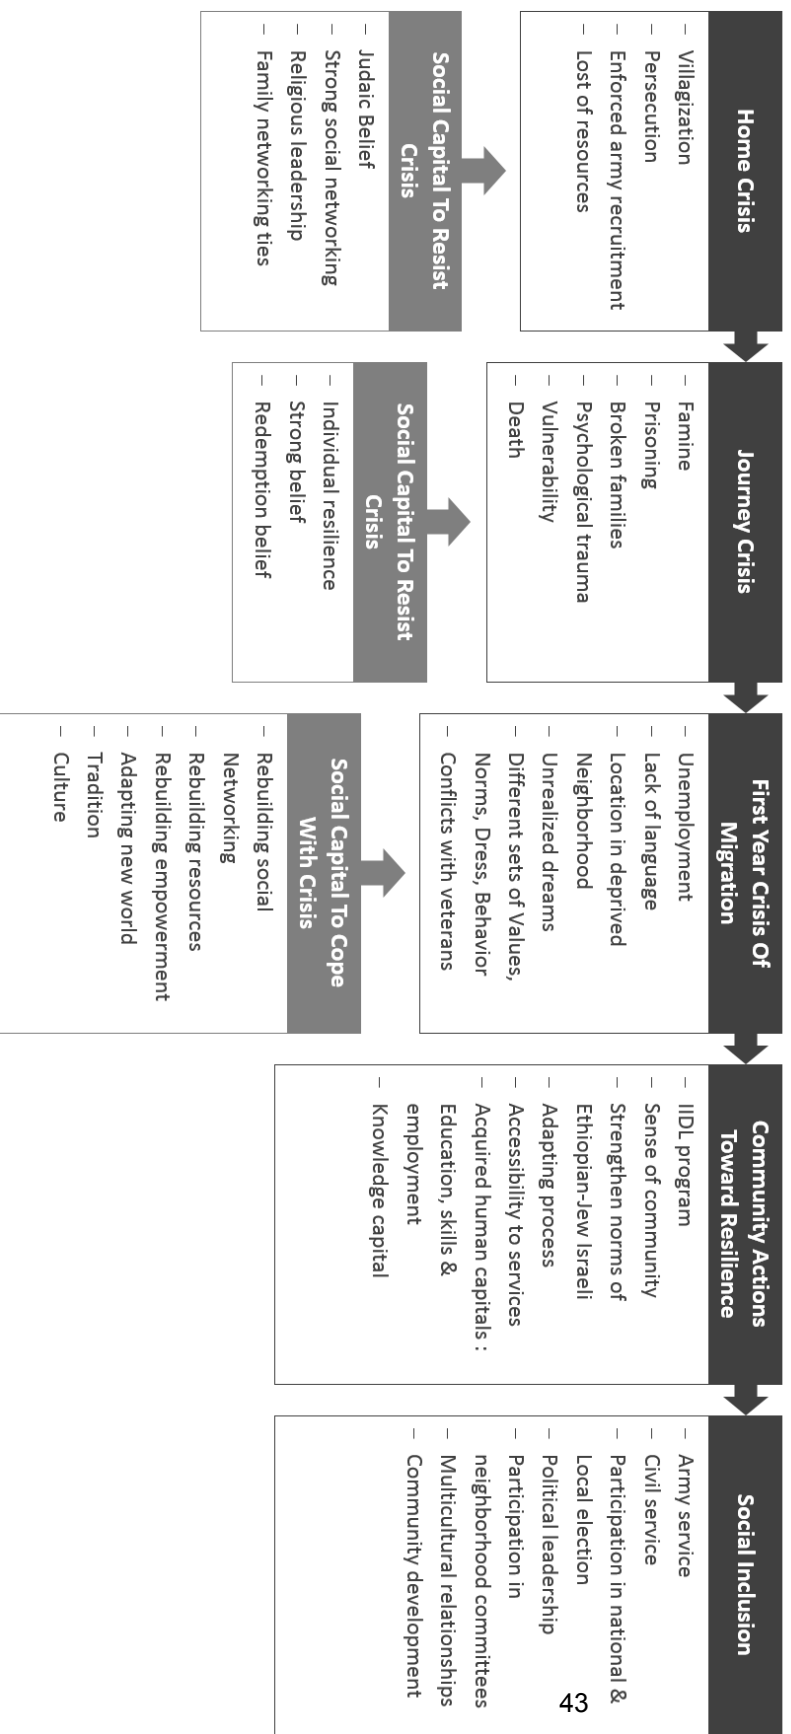 Home Crisis
– Villagization
– Persecution
– Enforced army recruitment
– Lost of resources
Social Capital To Resist
Crisis
– Judaic Belief
– Strong social networking
– Religious leadership
– Family networking ties
Journey Crisis
– Famine
– Prisoning
– Broken families
– Psychological trauma
– Vulnerability
– Death
Social Capital To Resist
Crisis
– Individual resilience
– Strong belief
– Redemption belief
First Year Crisis Of
Migration
– Unemployment
– Lack of language
– Location in deprived
Neighborhood
– Unrealized dreams
– Different sets of Values,
Norms, Dress, Behavior
– Conflicts with veterans
Social Capital To Cope
With Crisis
– Rebuilding social
Networking
– Rebuilding resources
– Rebuilding empowerment
– Adapting new world
– Tradition
– Culture
Community Actions
Toward Resilience
– IIDL program
– Sense of community
– Strengthen norms of
Ethiopian-Jew Israeli
– Adapting process
– Accessibility to services
– Acquired human capitals :
Education, skills &
employment
– Knowledge capital
Social Inclusion
– Army service
– Civil service
– Participation in national &
Local election
– Political leadership
– Participation in
neighborhood committees
– Multicultural relationships
– Community development
43